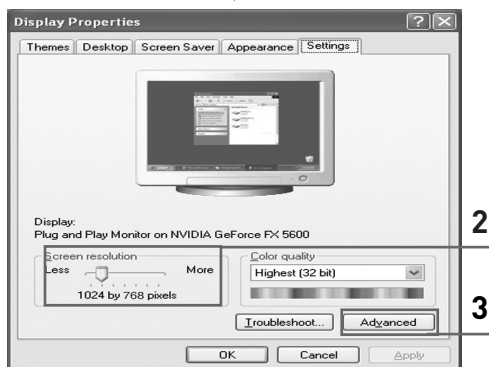 Display Properties
Themes Desktop Screen Saver Appearance Settings
Display:
Plug and Play Monitor on NVIDIA GeForce FX 5600
Screen resolution
Less More
1024 by 768 pixels
Color quality
Highest (32 bit)
2
Troubleshoot... Advanced
3
OK Cancel Apply